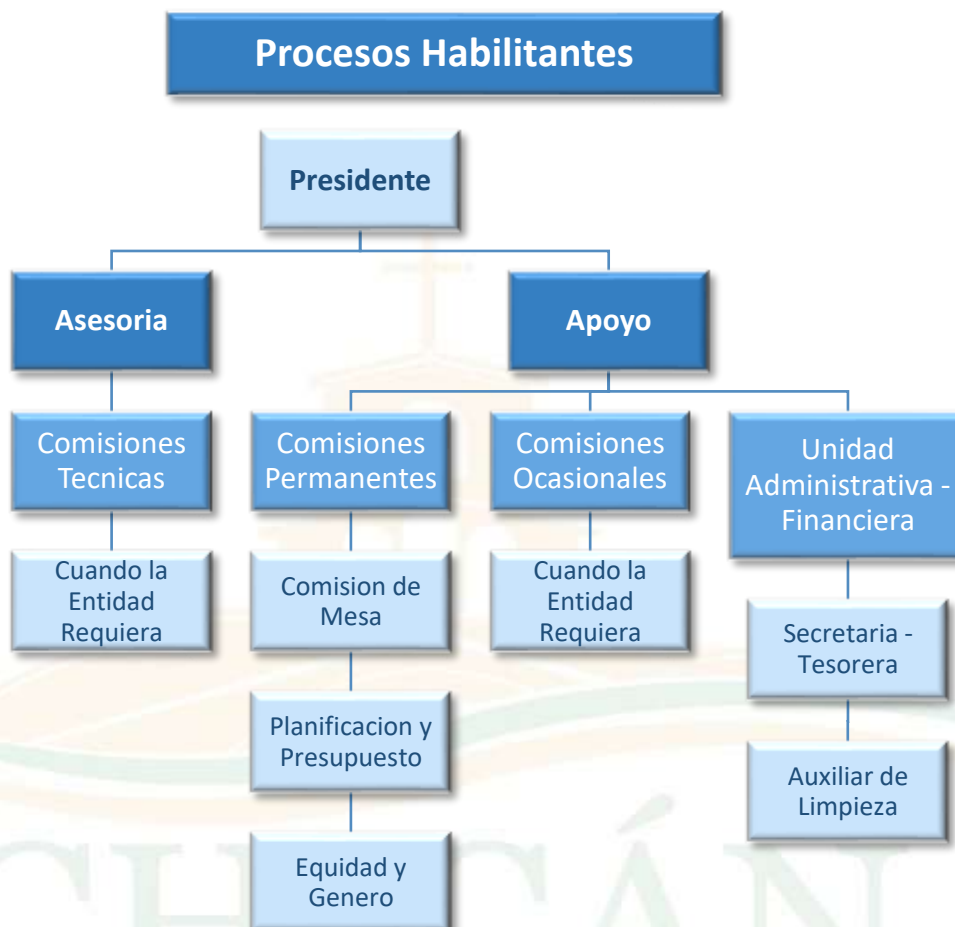 Procesos Habilitantes
Presidente
Asesoria
Apoyo
Comisiones
Tecnicas
Comisiones
Permanentes
Comisiones
Ocasionales
Unidad
Administrativa -
Financiera
Cuando la
Entidad
Requiera
Comision de
Mesa
Cuando la
Entidad
Requiera
Secretaria -
Tesorera
Planificacion y
Presupuesto
Auxiliar de
Limpieza
Equidad y
Genero